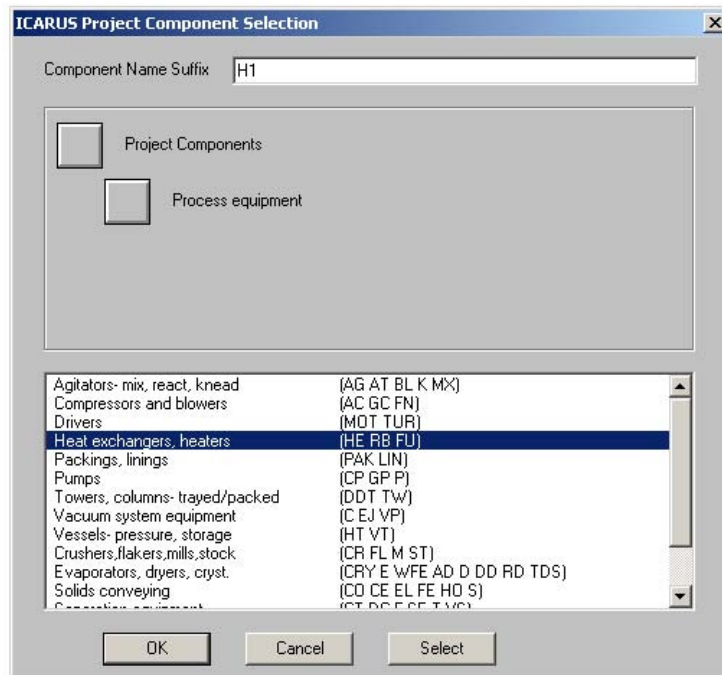 ICARUS Project Component Selection
Component Name Suffix H1
Project Components
Process equipment
Agitators- mix, react, knead (AG AT BL K MX)
Compressors and blowers (AC GC FN)
Drivers (MOT TUR)
Heat exchangers, heaters (HE RB FU)
Packings, linings (PAK LIN)
Pumps (CP GP P)
Towers, columns- trayed/packed (DDT TW)
Vacuum system equipment (C EJ VP)
Vessels- pressure, storage (HT VT)
Crushers,flakers,mills,stock (CR FL M ST)
Evaporators, dryers, cryst. (CRY E WFE AD D DD RD TDS)
Solids conveying (CO CE EL FE HO S)
Separation equipment
OK Cancel Select